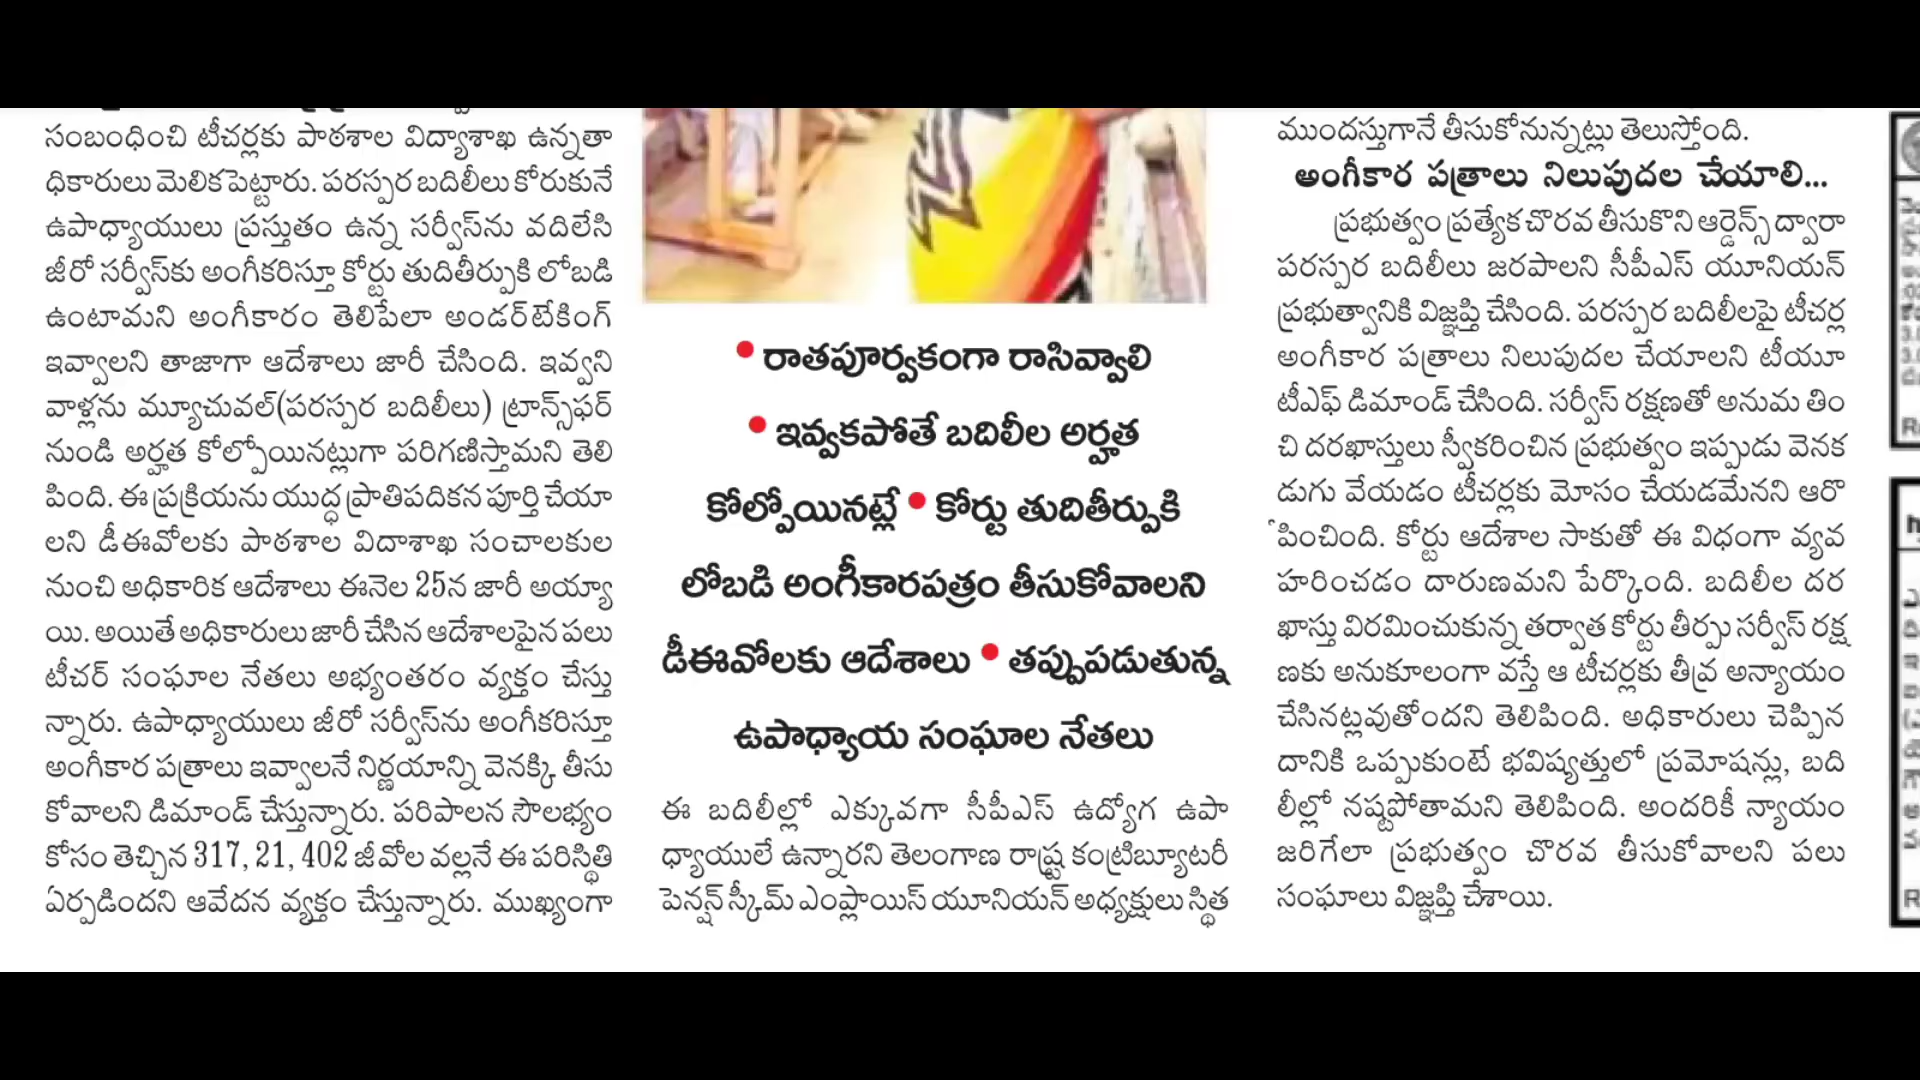 సంబంధించి టీచర్లకు పాఠశాల విద్యాశాఖ ఉన్నతా
ధికారులు మెలికపెట్టారు. పరస్పర బదిలీలు కోరుకునే
ఉపాధ్యాయులు ప్రస్తుతం ఉన్న సర్వీస్‌ను వదిలేసి
జీరో సర్వీస్‌కు అంగీకరిస్తూ కోర్టు తుదితీర్పుకి లోబడి
ఉంటామని అంగీకారం తెలిపేలా అండర్‌టేకింగ్
ఇవ్వాలని తాజాగా ఆదేశాలు జారీ చేసింది. ఇవ్వని
వాళ్లను మ్యూచువల్(పరస్పర బదిలీలు) ట్రాన్స్‌ఫర్
నుండి అర్హత కోల్పోయినట్లుగా పరిగణిస్తామని తెలి
పింది. ఈ ప్రక్రియను యుద్ధ ప్రాతిపదికన పూర్తి చేయా
లని డీఈవోలకు పాఠశాల విదాశాఖ సంచాలకుల
నుంచి అధికారిక ఆదేశాలు ఈనెల 25న జారీ అయ్యా
యి. అయితే అధికారులు జారీ చేసిన ఆదేశాలపైన పలు
టీచర్ సంఘాల నేతలు అభ్యంతరం వ్యక్తం చేస్తు
న్నారు. ఉపాధ్యాయులు జీరో సర్వీస్‌ను అంగీకరిస్తూ
అంగీకార పత్రాలు ఇవ్వాలనే నిర్ణయాన్ని వెనక్కి తీసు
కోవాలని డిమాండ్ చేస్తున్నారు. పరిపాలన సౌలభ్యం
కోసం తెచ్చిన 317, 21, 402 జీవోల వల్లనే ఈ పరిస్థితి
ఏర్పడిందని ఆవేదన వ్యక్తం చేస్తున్నారు. ముఖ్యంగా
• రాతపూర్వకంగా రాసివ్వాలి
• ఇవ్వకపోతే బదిలీల అర్హత
కోల్పోయినట్లే • కోర్టు తుదితీర్పుకి
లోబడి అంగీకారపత్రం తీసుకోవాలని
డీఈవోలకు ఆదేశాలు • తప్పుపడుతున్న
ఉపాధ్యాయ సంఘాల నేతలు
ఈ బదిలీల్లో ఎక్కువగా సీపీఎస్ ఉద్యోగ ఉపా
ధ్యాయులే ఉన్నారని తెలంగాణ రాష్ట్ర కంట్రిబ్యూటరీ
పెన్షన్ స్కీమ్ ఎంప్లాయిస్ యూనియన్ అధ్యక్షులు స్థిత
ముందస్తుగానే తీసుకోనున్నట్లు తెలుస్తోంది.
అంగీకార పత్రాలు నిలుపుదల చేయాలి...
ప్రభుత్వం ప్రత్యేక చొరవ తీసుకొని ఆర్డెన్స్ ద్వారా
పరస్పర బదిలీలు జరపాలని సీపీఎస్ యూనియన్
ప్రభుత్వానికి విజ్ఞప్తి చేసింది. పరస్పర బదిలీలపై టీచర్ల
అంగీకార పత్రాలు నిలుపుదల చేయాలని టీయూ
టీఎఫ్ డిమాండ్ చేసింది. సర్వీస్ రక్షణతో అనుమ తిం
చి దరఖాస్తులు స్వీకరించిన ప్రభుత్వం ఇప్పుడు వెనక
డుగు వేయడం టీచర్లకు మోసం చేయడమేనని ఆరో
పించింది. కోర్టు ఆదేశాల సాకుతో ఈ విధంగా వ్యవ
హరించడం దారుణమని పేర్కొంది. బదిలీల దర
ఖాస్తు విరమించుకున్న తర్వాత కోర్టు తీర్పు సర్వీస్ రక్ష
ణకు అనుకూలంగా వస్తే ఆ టీచర్లకు తీవ్ర అన్యాయం
చేసినట్లవుతోందని తెలిపింది. అధికారులు చెప్పిన
దానికి ఒప్పుకుంటే భవిష్యత్తులో ప్రమోషన్లు, బది
లీల్లో నష్టపోతామని తెలిపింది. అందరికీ న్యాయం
జరిగేలా ప్రభుత్వం చొరవ తీసుకోవాలని పలు
సంఘాలు విజ్ఞప్తి చేశాయి.